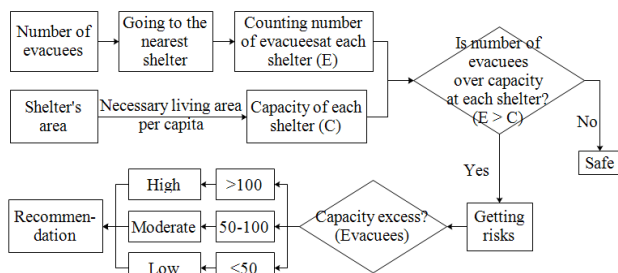 Number of
evacuees
Going to the
nearest
shelter
Counting number
of evacueesat each
shelter (E)
Is number of
evacuees
over capacity
at each shelter?
(E > C)
Shelter's
area
Necessary living area
per capita
Capacity of each
shelter (C)
No
Safe
Yes
Getting
risks
Capacity excess?
(Evacuees)
>100
50-100
<50
High
Moderate
Low
Recommen-
dation